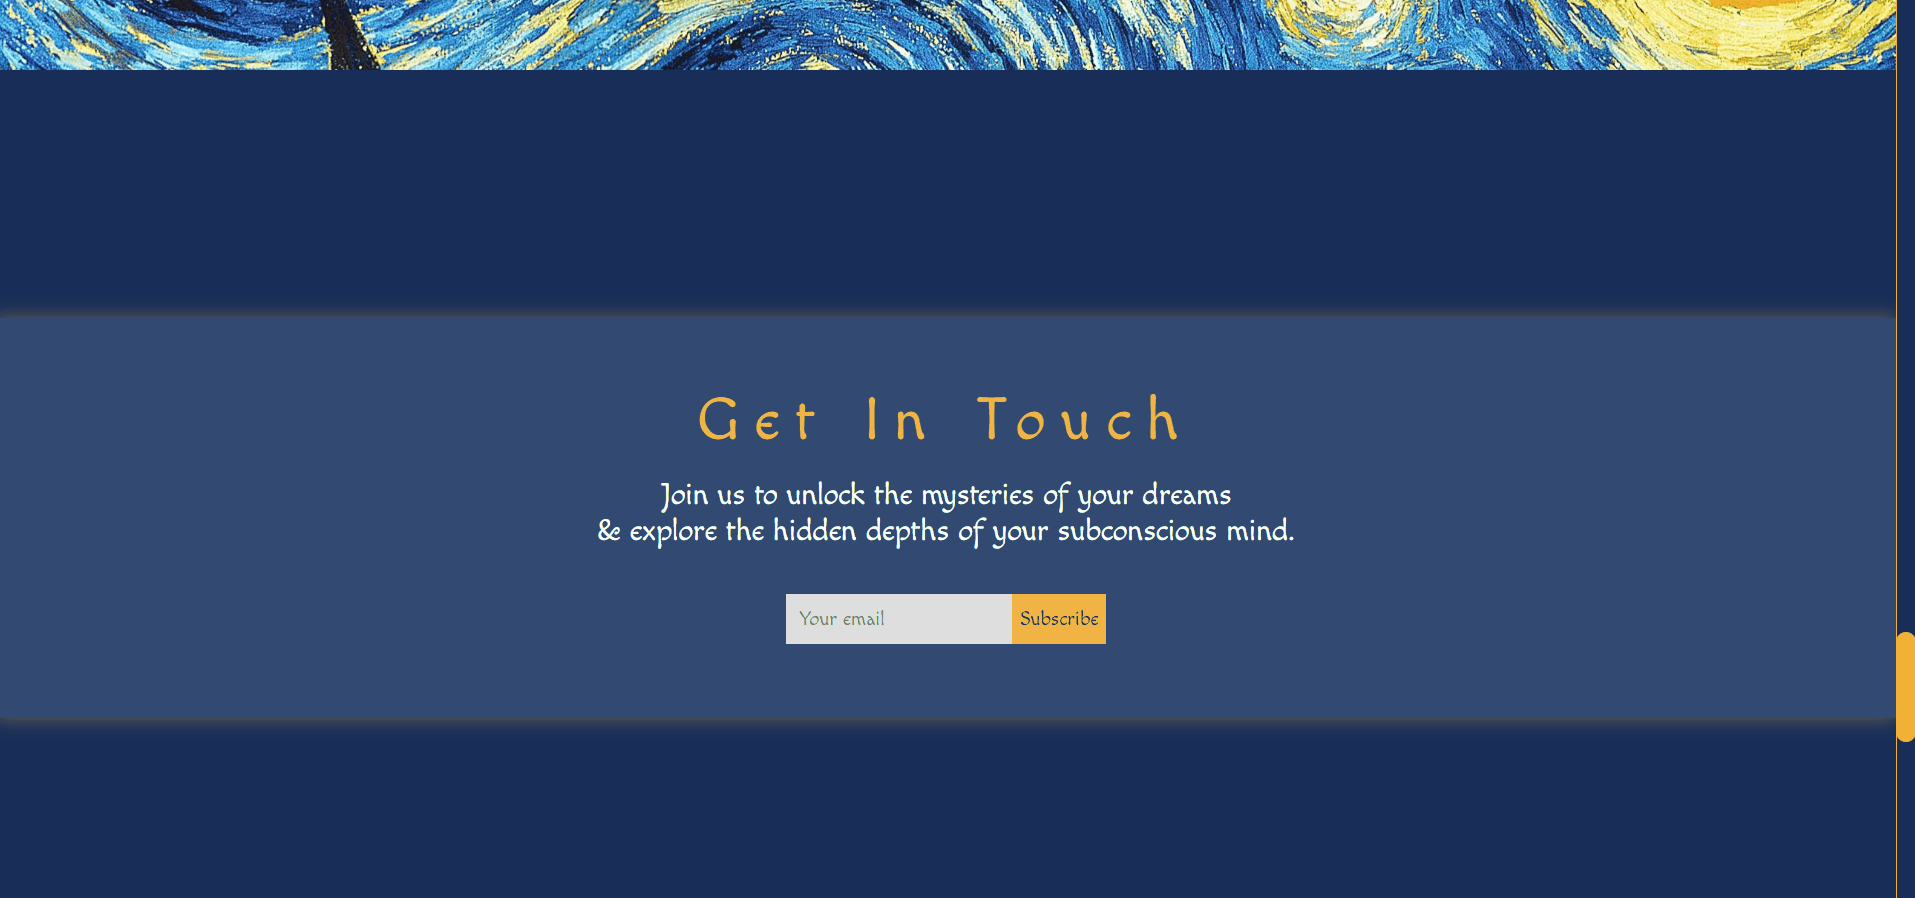 Get In Touch
Join us to unlock the mysteries of your dreams
& explore the hidden depths of your subconscious mind.
Your email Subscribe